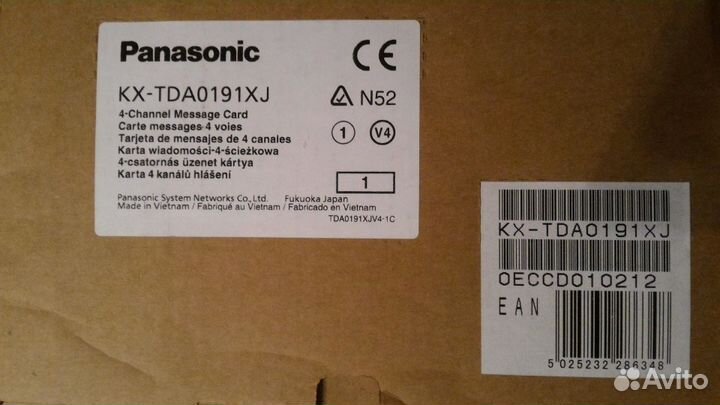 Panasonic
KX-TDA0191XJ
4-Channel Message Card
Carte messages 4 voies
Tarjeta de mensajes de 4 canales
Karta wiadomości-4-ścieżkowa
4-csatornás üzenet kártya
Karta 4 kanálů hlášení
CE
N52
1 V4
1
Panasonic System Networks Co., Ltd. Fukuoka Japan
Made in Vietnam / Fabriqué au Vietnam / Fabricado en Vietnam
TDA0191XJV4-1C
KX-TDA0191XJ
0ECCD010212
EAN
5 025232 286348
Avito